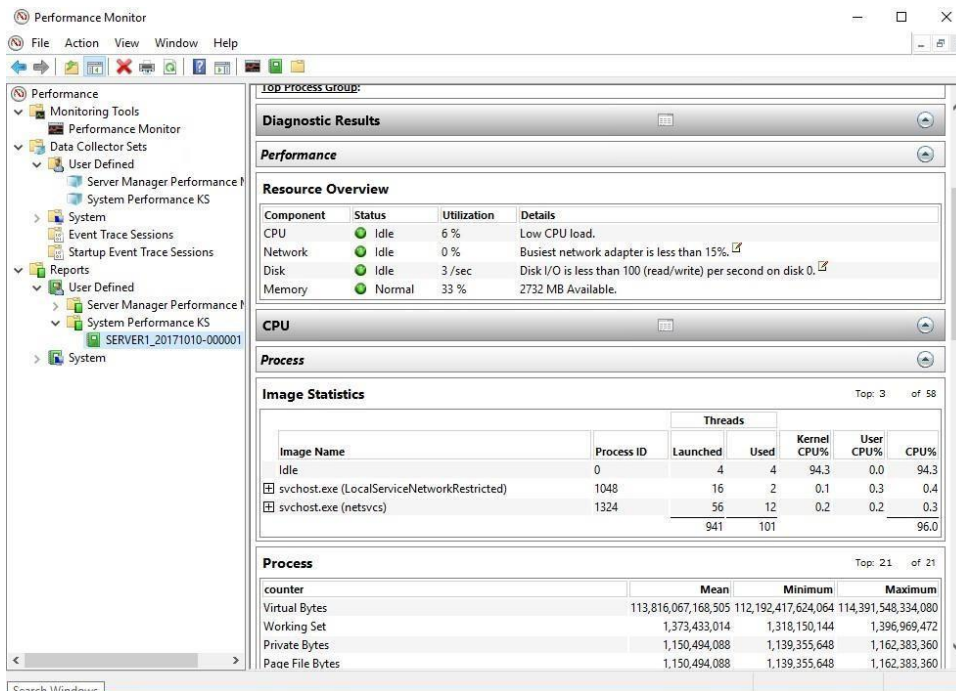 Performance Monitor
File Action View Window Help
Performance
Monitoring Tools
Performance Monitor
Data Collector Sets
User Defined
Server Manager Performance M
System Performance KS
System
Event Trace Sessions
Startup Event Trace Sessions
Reports
User Defined
Server Manager Performance M
System Performance KS
SERVER1_20171010-000001
System
Top Process Group:
Diagnostic Results
Performance
Resource Overview
Component Status Utilization Details
CPU Idle 6 % Low CPU load.
Network Idle 0 % Busiest network adapter is less than 15%.
Disk Idle 3 /sec Disk I/O is less than 100 (read/write) per second on disk 0.
Memory Normal 33 % 2732 MB Available.
CPU
Process
Image Statistics Top: 3 of 58
Threads
Image Name Process ID Launched Used Kernel CPU% User CPU% CPU%
Idle 0 4 4 94.3 0.0 94.3
svchost.exe (LocalServiceNetworkRestricted) 1048 16 2 0.1 0.3 0.4
svchost.exe (netsvcs) 1324 56 12 0.2 0.2 0.3
941 101 96.0
Process Top: 21 of 21
counter Mean Minimum Maximum
Virtual Bytes 113,816,067,168,505 112,192,417,624,064 114,391,548,334,080
Working Set 1,373,433,014 1,318,150,144 1,396,969,472
Private Bytes 1,150,494,088 1,139,355,648 1,162,383,360
Page File Bytes 1,150,494,088 1,139,355,648 1,162,383,360
Search Windows